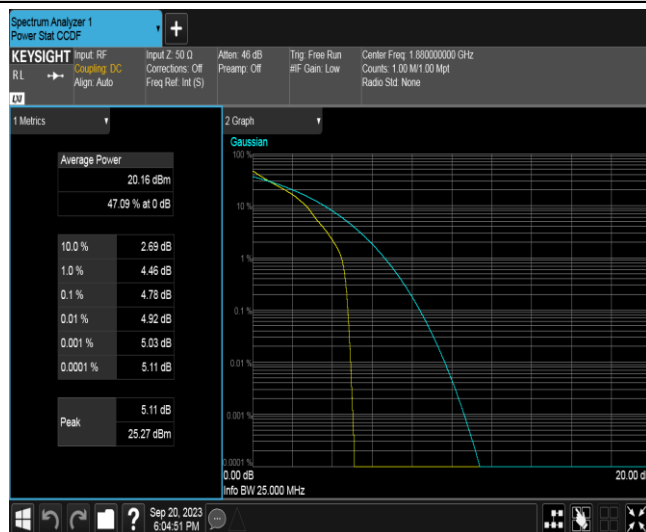 Spectrum Analyzer 1
Power Stat CCDF
KEYSIGHT
RL
Input: RF
Coupling: DC
Align: Auto
Input Z: 50 Ω
Corrections: Off
Freq Ref: Int (S)
Atten: 46 dB
Preamp: Off
Trig: Free Run
#IF Gain: Low
Center Freq: 1.880000000 GHz
Counts: 1.00 M/1.00 Mpt
Radio Std: None
1 Metrics
Average Power
20.16 dBm
47.09 % at 0 dB
10.0 % 2.69 dB
1.0 % 4.46 dB
0.1 % 4.78 dB
0.01 % 4.92 dB
0.001 % 5.03 dB
0.0001 % 5.11 dB
Peak
5.11 dB
25.27 dBm
2 Graph
Gaussian
100 %
10 %
1 %
0.1 %
0.01 %
0.001 %
0.0001 %
0.00 dB
20.00 d
Info BW 25.000 MHz
?
Sep 20, 2023
6:04:51 PM